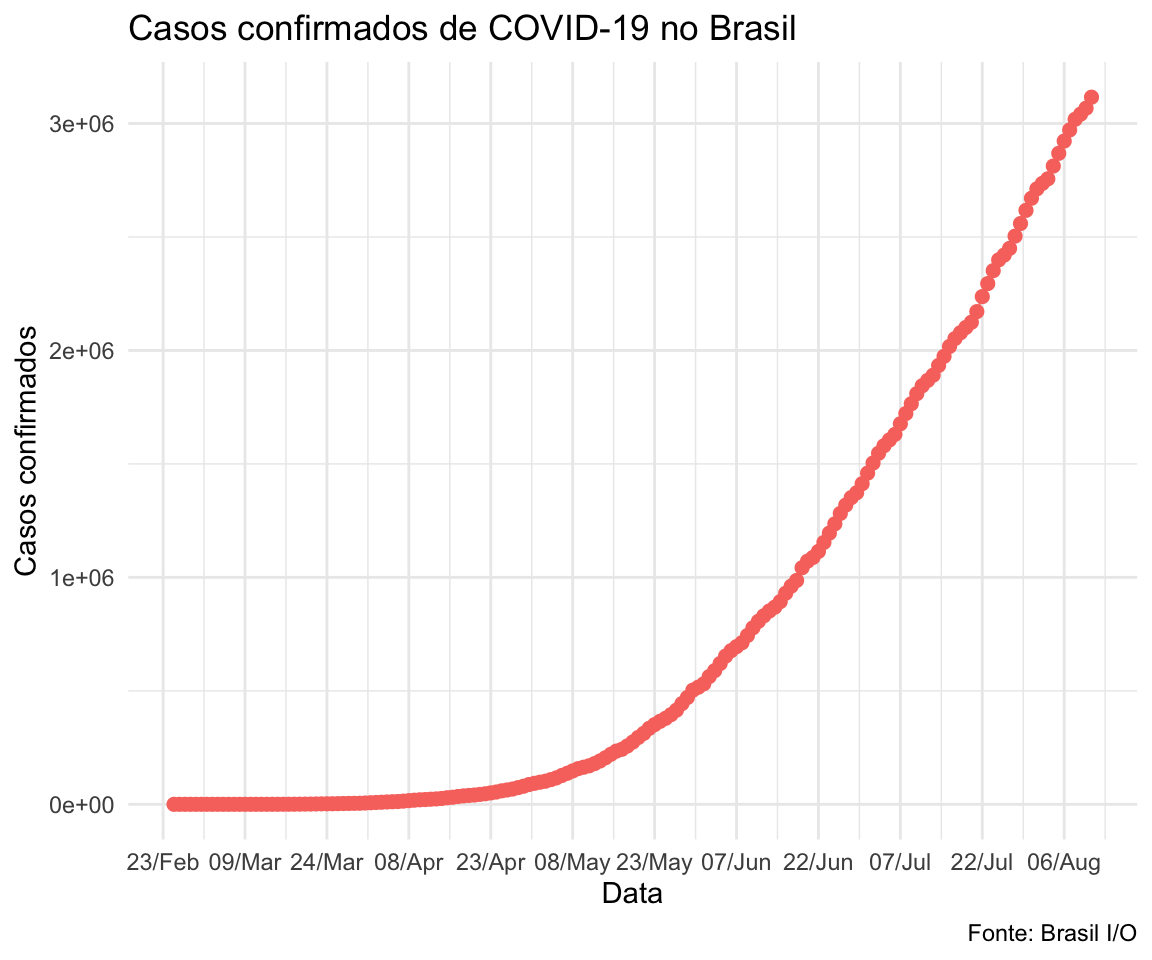 Casos confirmados de COVID-19 no Brasil
3e+06
2e+06
1e+06
0e+00
Casos confirmados
23/Feb 09/Mar 24/Mar 08/Apr 23/Apr 08/May 23/May 07/Jun 22/Jun 07/Jul 22/Jul 06/Aug
Data
Fonte: Brasil I/O